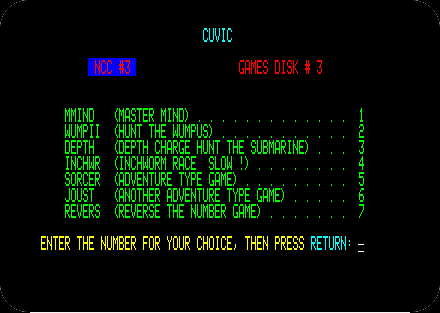 CUVIC
NCC #3 GAMES DISK # 3
MMIND (MASTER MIND) . . . . . . . . . . . . . 1
WUMPII (HUNT THE WUMPUS) . . . . . . . . . . . 2
DEPTH (DEPTH CHARGE HUNT THE SUBMARINE) . . . 3
INCHWR (INCHWORM RACE SLOW !) . . . . . . . . 4
SORCER (ADVENTURE TYPE GAME) . . . . . . . . . 5
JOUST (ANOTHER ADVENTURE TYPE GAME) . . . . . 6
REVERS (REVERSE THE NUMBER GAME) . . . . . . . 7
ENTER THE NUMBER FOR YOUR CHOICE, THEN PRESS RETURN: _